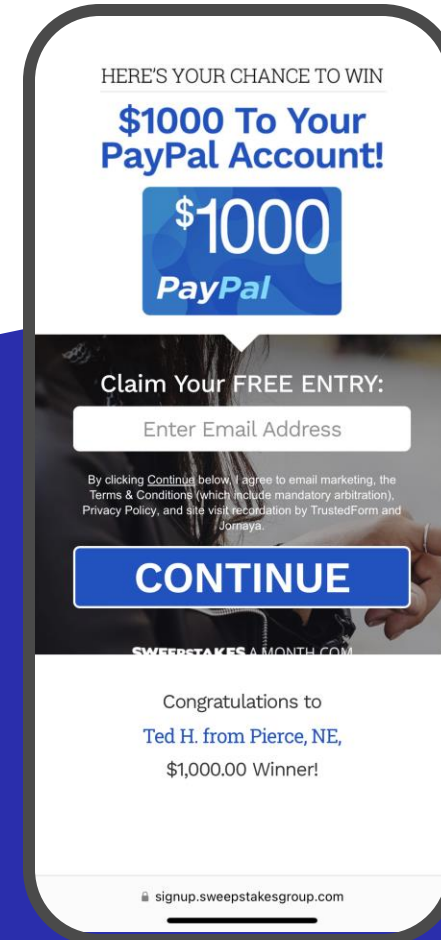 HERE'S YOUR CHANCE TO WIN
$1000 To Your
PayPal Account!
$1000
PayPal
Claim Your FREE ENTRY:
Enter Email Address
By clicking Continue below, I agree to email marketing, the
Terms & Conditions (which include mandatory arbitration),
Privacy Policy, and site visit recordation by TrustedForm and
Jornaya.
CONTINUE
SWEEPSTAKES A MONTH.COM
Congratulations to
Ted H. from Pierce, NE,
$1,000.00 Winner!
signup.sweepstakesgroup.com